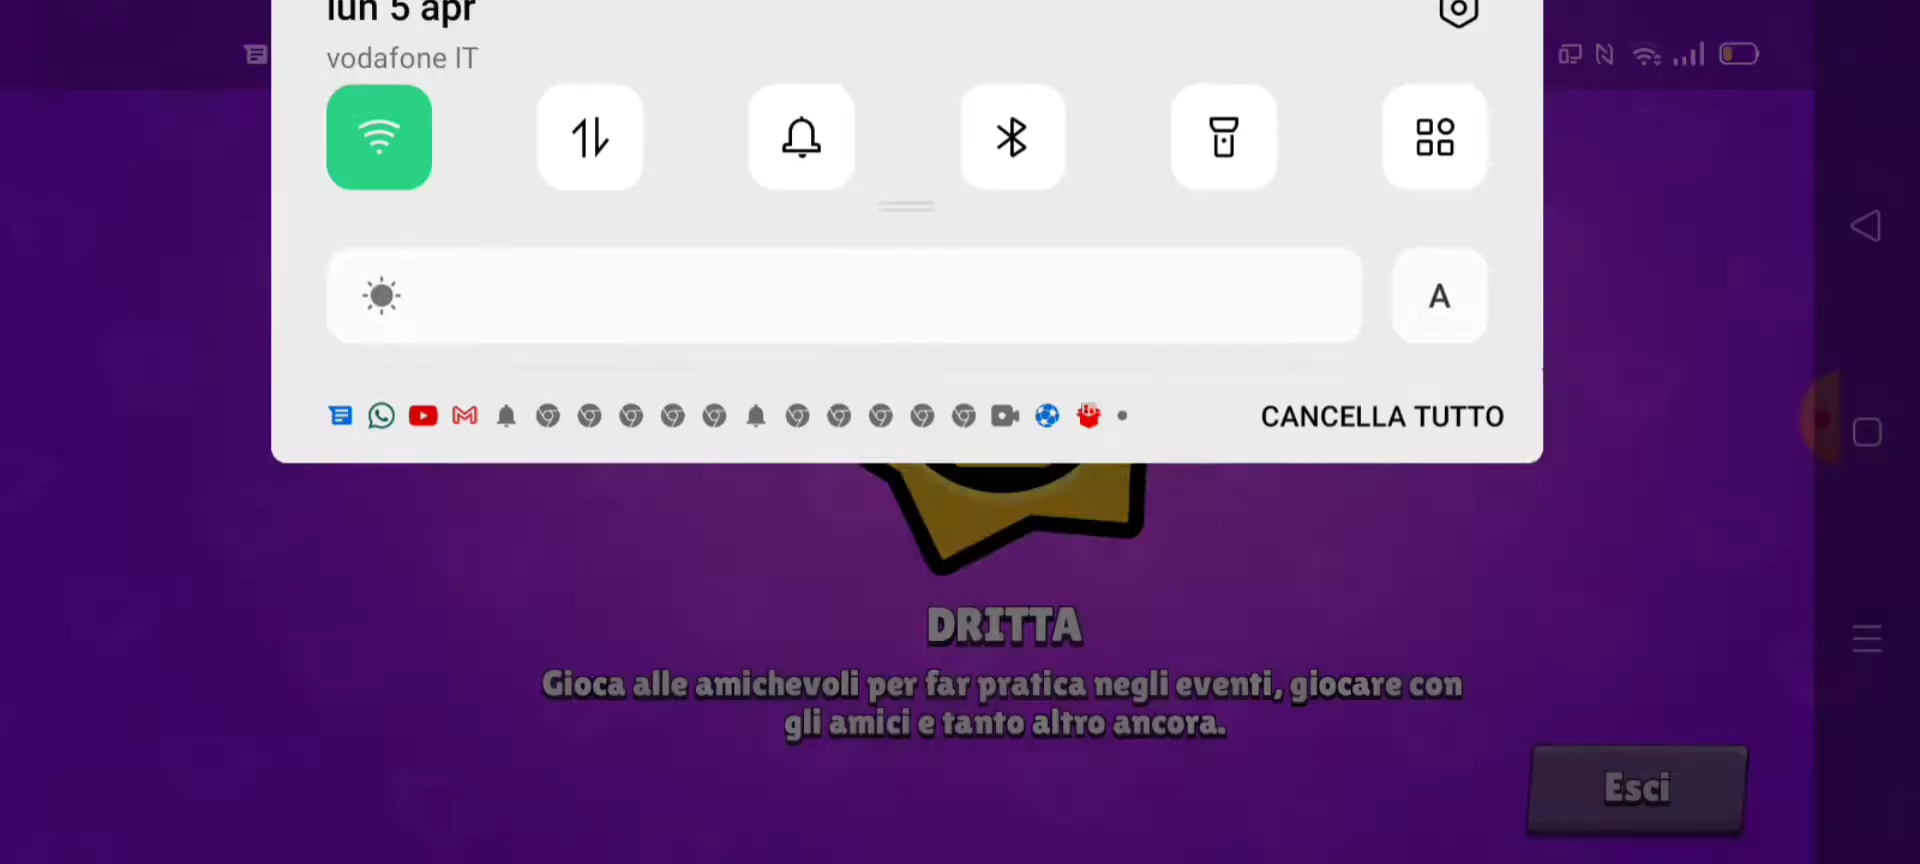 lun 5 apr
vodafone IT
A
CANCELLA TUTTO
DRITTA
Gioca alle amichevoli per far pratica negli eventi, giocare con
gli amici e tanto altro ancora.
Esci